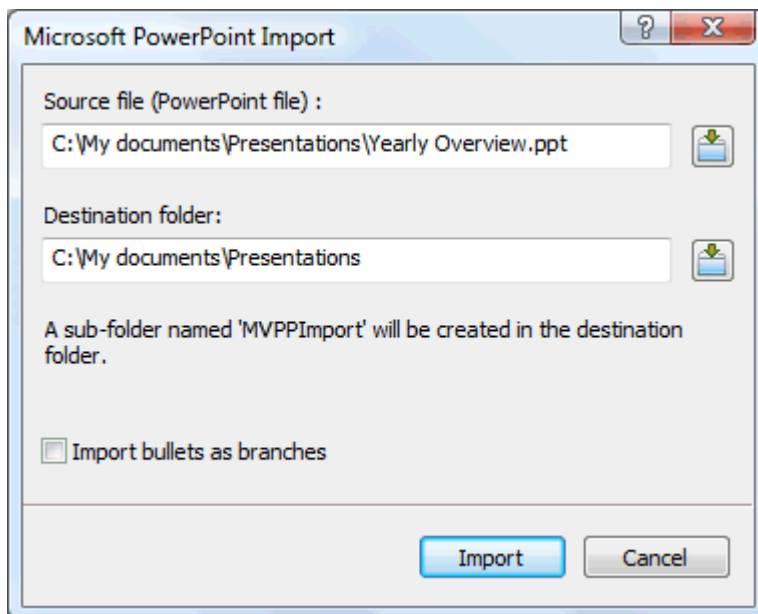 Microsoft PowerPoint Import
Source file (PowerPoint file) :
C:\My documents\Presentations\Yearly Overview.ppt
Destination folder:
C:\My documents\Presentations
A sub-folder named 'MVPPImport' will be created in the destination
folder.
Import bullets as branches
Import
Cancel